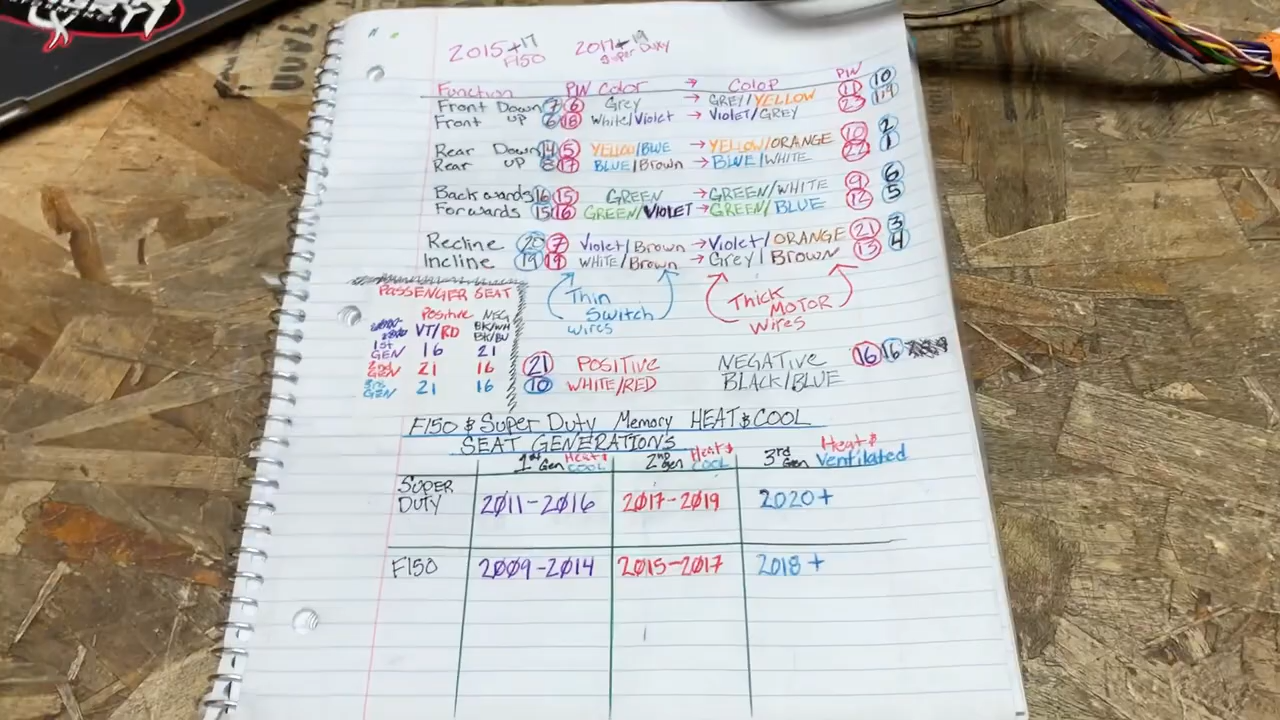 2015+17 2017+19
F150 Super Duty
Function PIN Color → Color PIN
Front Down 7 6 Grey → GREY/YELLOW 11 10
Front up 6 18 White/Violet → Violet/GREY 23
Rear Down 14 5 YELLOW/BLUE → YELLOW/ORANGE 10 2
Rear up 8 17 BLUE/Brown → BLUE/WHITE 22 1
Backwards 16 15 GREEN → GREEN/WHITE 9 6
Forwards 15 16 GREEN/VIOLET → GREEN/BLUE 12 5
Recline 20 7 Violet/Brown → Violet/ORANGE 21 3
Incline 19 19 WHITE/Brown → Grey/Brown 13 4
Thin Switch wires
Thick MOTOR Wires
PASSENGER SEAT
Positive NEG
VT/RD BK/WH
BK/BU
1ST GEN 16 21
2nd GEN 21 16
3rd GEN 21 16
21 POSITIVE NEGATIVE 16 16
10 WHITE/RED BLACK/BLUE
F150 & Super Duty Memory HEAT & COOL
SEAT GENERATIONS
1st Gen Heat & COOL 2nd Gen Heat & COOL 3rd Gen Heat & Ventilated
SUPER DUTY 2011-2016 2017-2019 2020+
F150 2009-2014 2015-2017 2018+